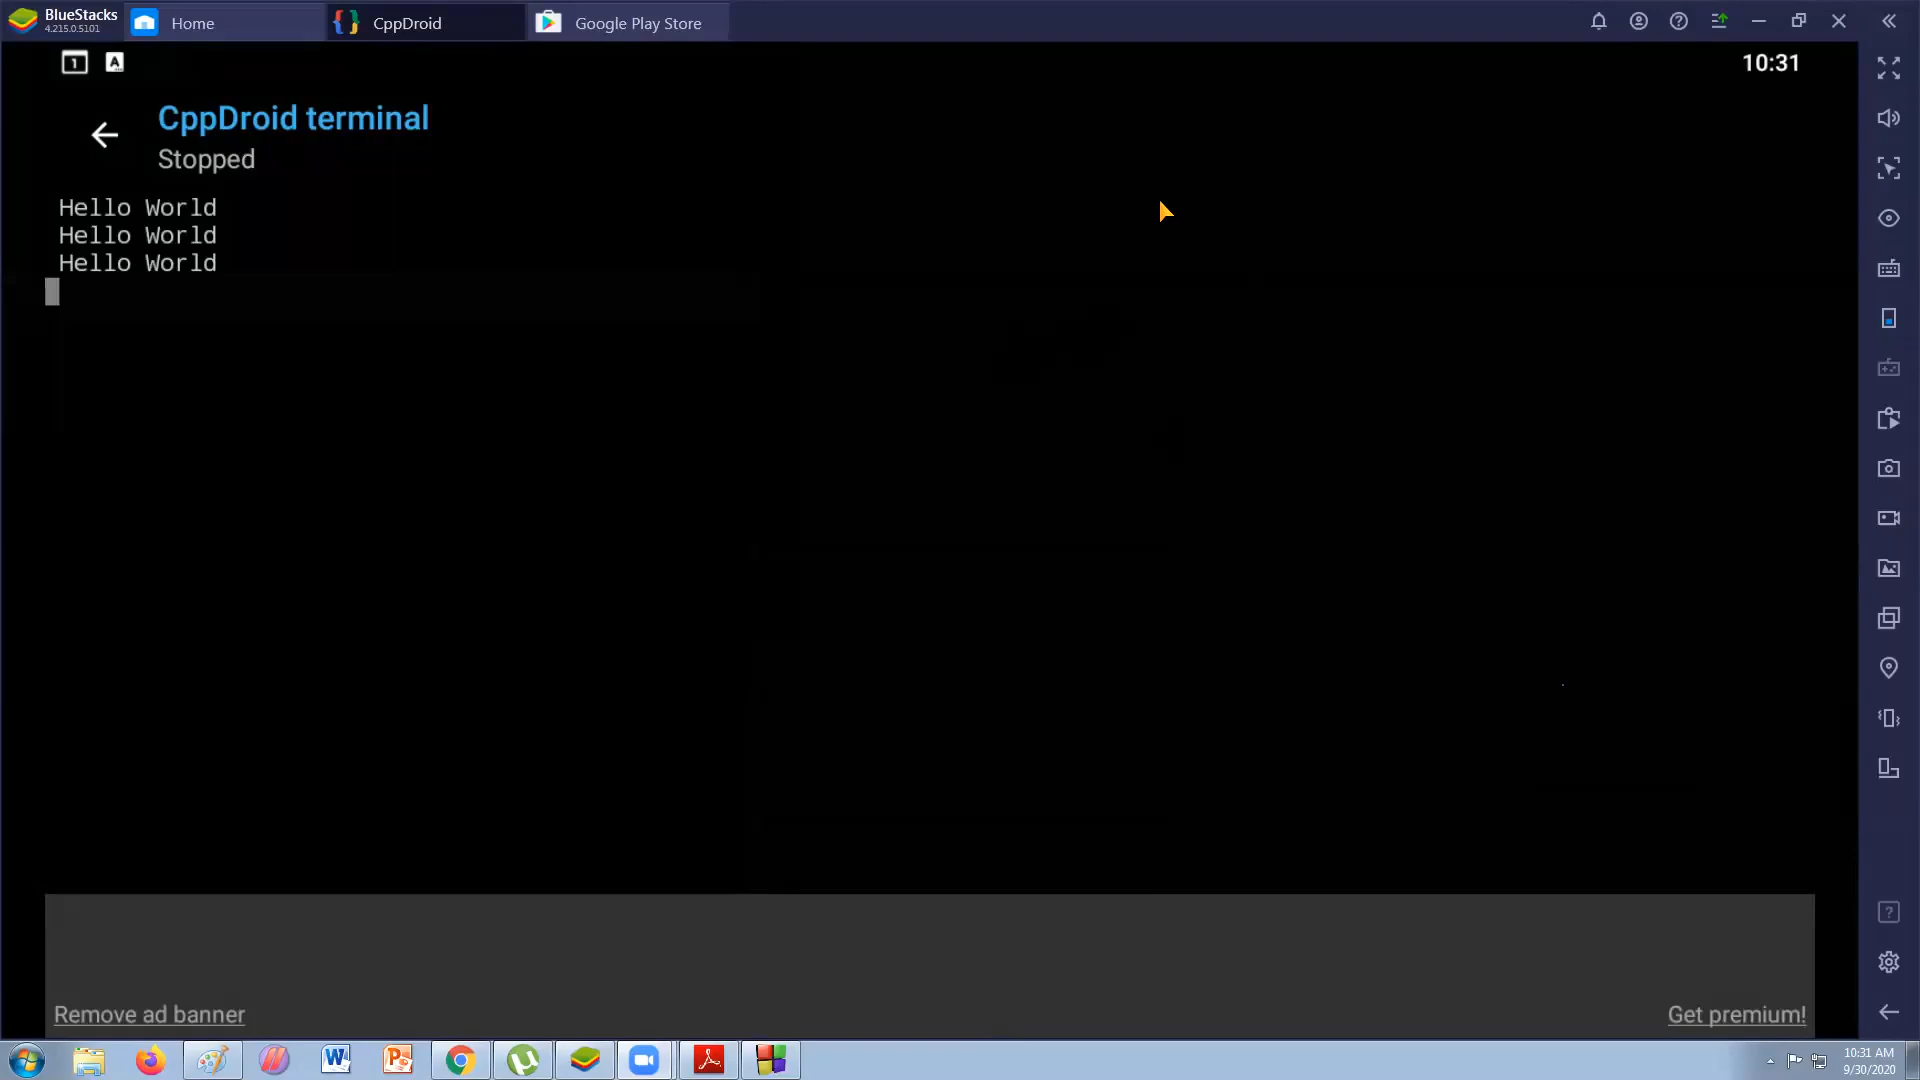 BlueStacks
4.215.0.5101
Home
CppDroid
Google Play Store
1
A
10:31
CppDroid terminal
Stopped
Hello World
Hello World
Hello World
Remove ad banner
Get premium!
10:31 AM
9/30/2020